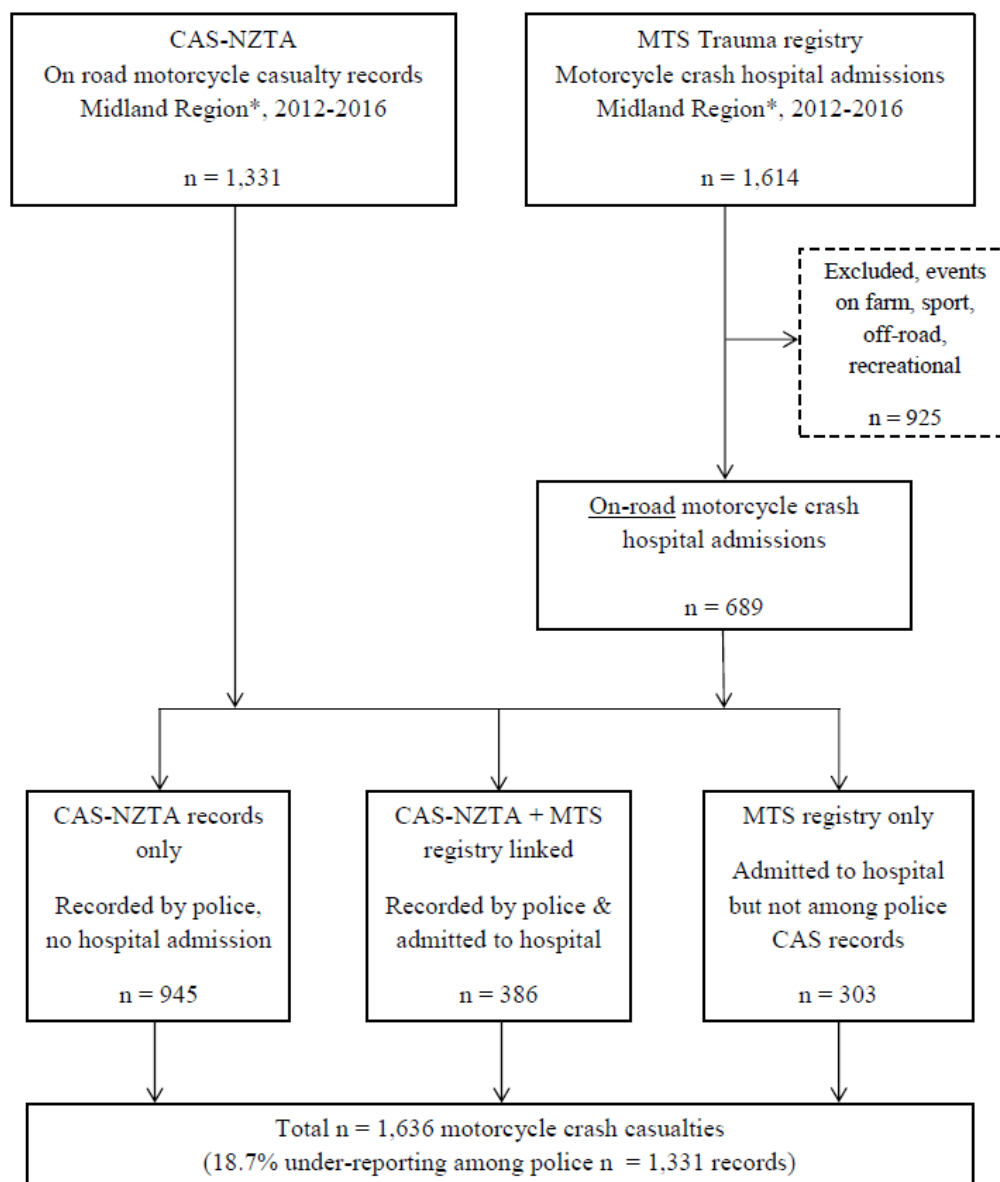 CAS-NZTA
On road motorcycle casualty records
Midland Region*, 2012-2016
n = 1,331
MTS Trauma registry
Motorcycle crash hospital admissions
Midland Region*, 2012-2016
n = 1,614
Excluded, events
on farm, sport,
off-road,
recreational
n = 925
On-road motorcycle crash
hospital admissions
n = 689
CAS-NZTA records
only
Recorded by police,
no hospital admission
n = 945
CAS-NZTA + MTS
registry linked
Recorded by police &
admitted to hospital
n = 386
MTS registry only
Admitted to hospital
but not among police
CAS records
n = 303
Total n = 1,636 motorcycle crash casualties
(18.7% under-reporting among police n = 1,331 records)